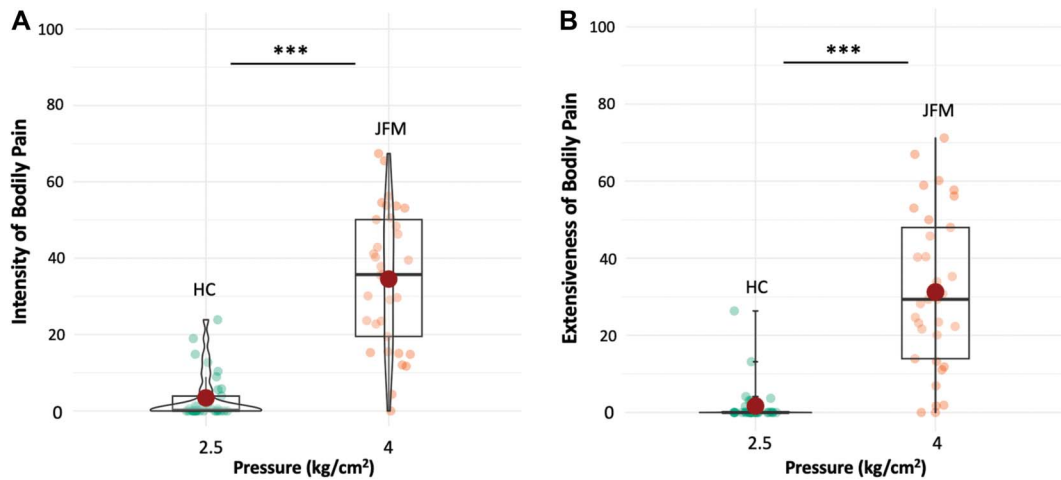 A
Intensity of Bodily Pain
100
80
60
40
20
0
***
JFM
HC
2.5
4
Pressure (kg/cm²)
B
Extensiveness of Bodily Pain
100
80
60
40
20
0
***
JFM
HC
2.5
4
Pressure (kg/cm²)